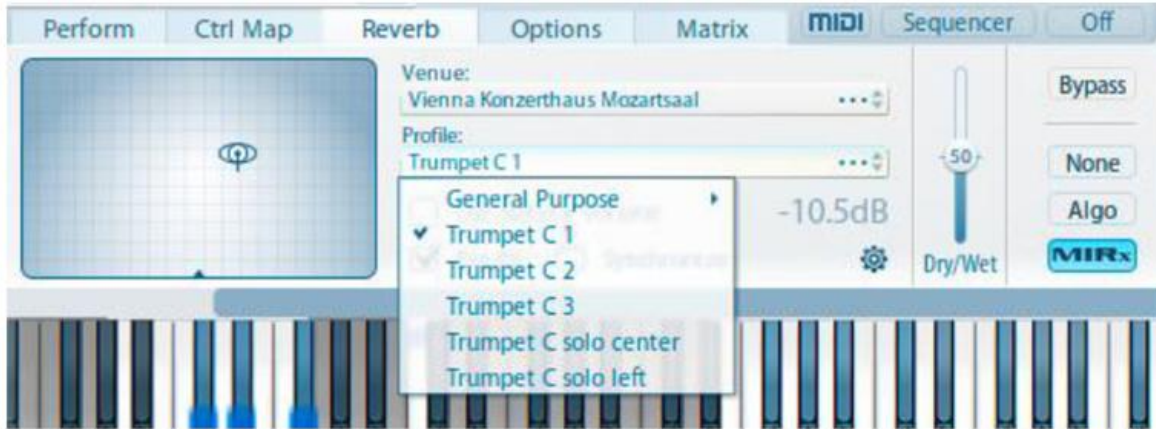 Perform Ctrl Map Reverb Options Matrix MIDI Sequencer Off
Venue:
Vienna Konzerthaus Mozartsaal
Bypass
Profile:
Trumpet C 1
50
None
General Purpose
-10.5dB
Algo
Trumpet C 1
Trumpet C 2
Dry/Wet
MIRx
Trumpet C 3
Trumpet C solo center
Trumpet C solo left